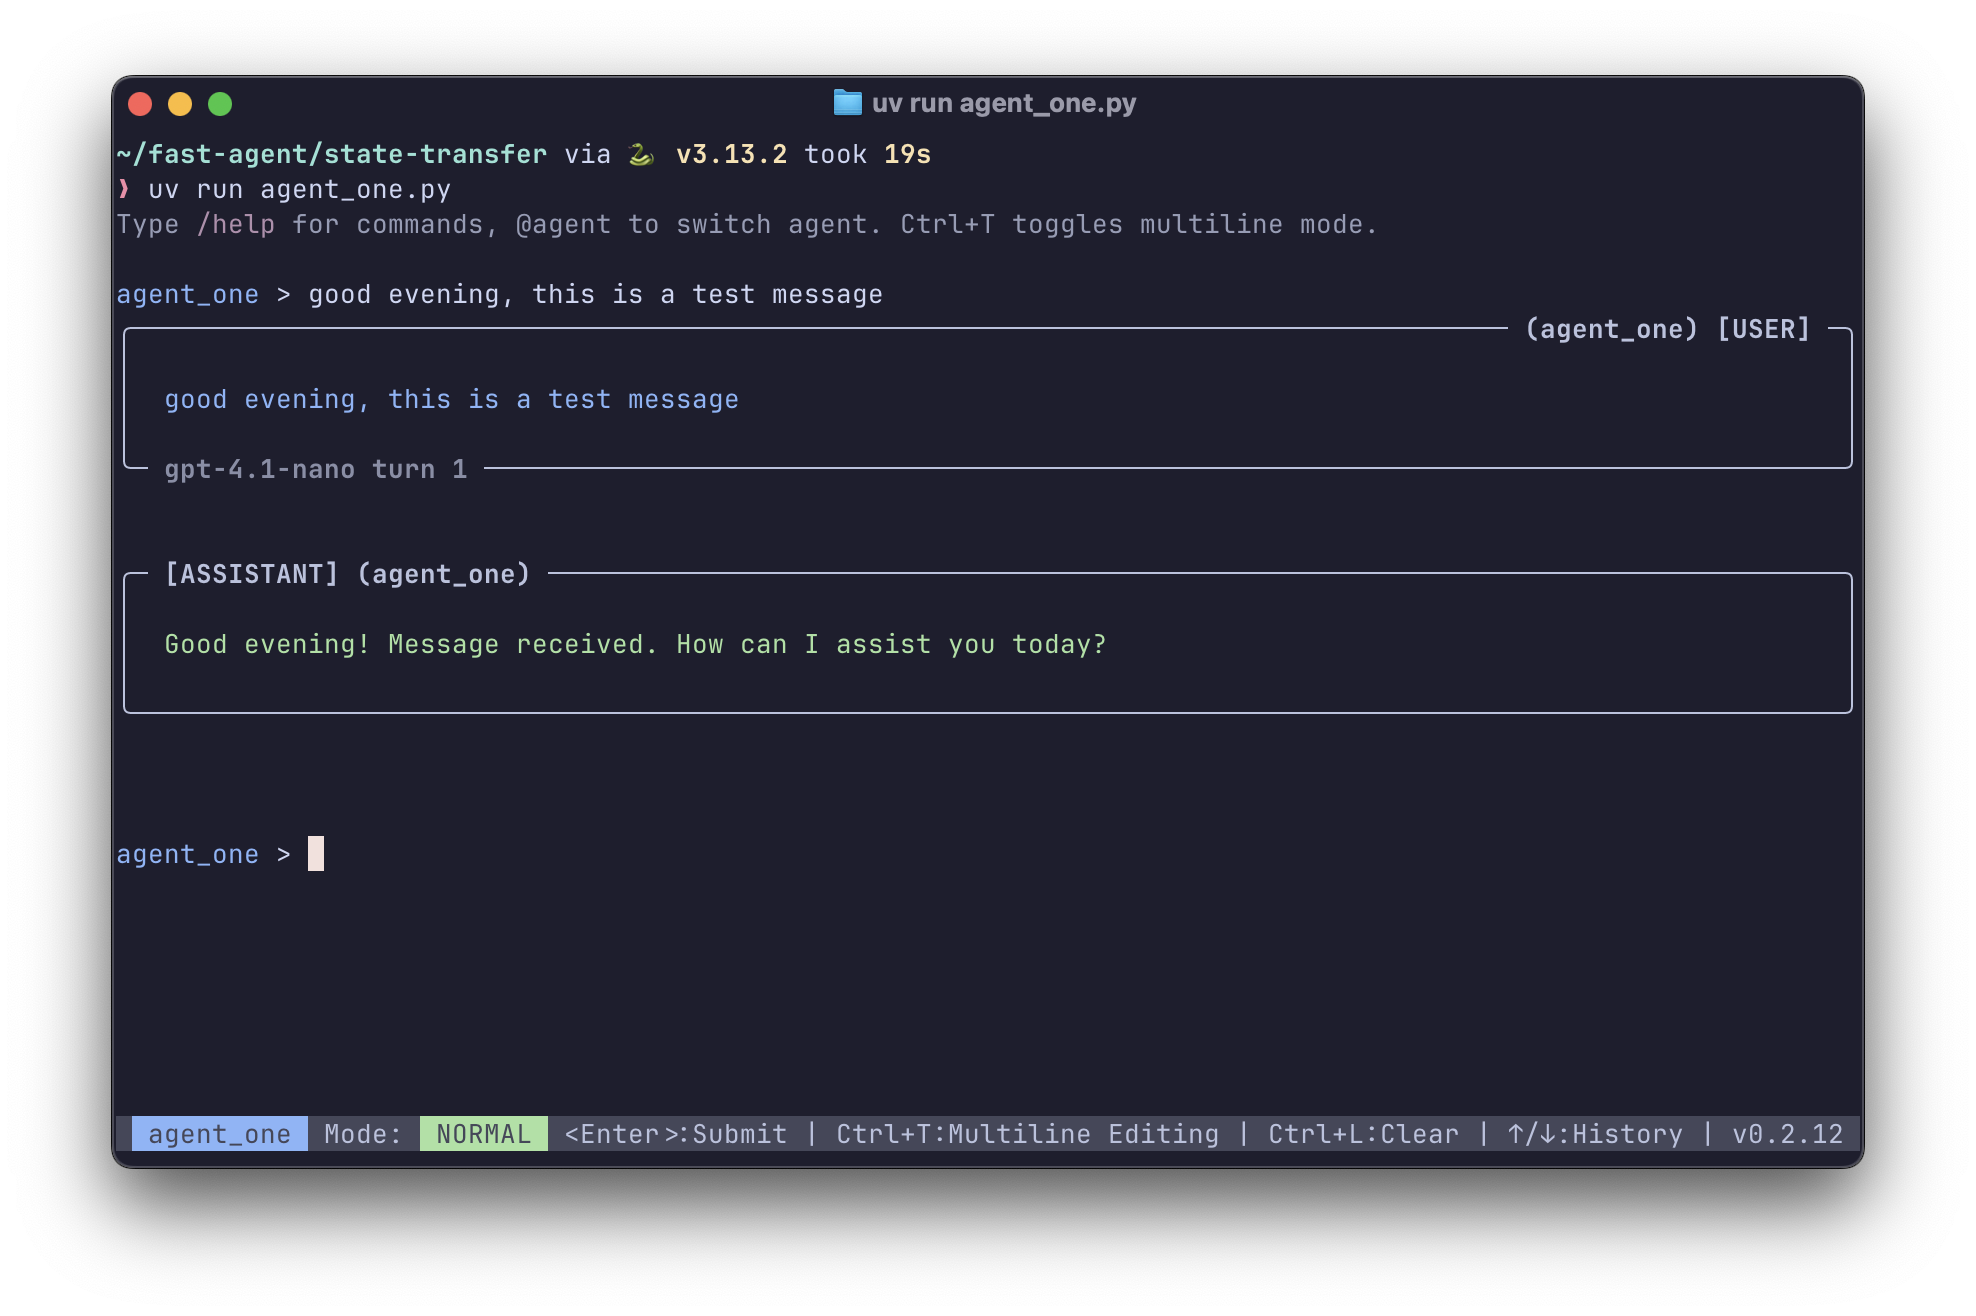 uv run agent_one.py
~/fast-agent/state-transfer via 🐍 v3.13.2 took 19s
❯ uv run agent_one.py
Type /help for commands, @agent to switch agent. Ctrl+T toggles multiline mode.
agent_one > good evening, this is a test message
(agent_one) [USER]
good evening, this is a test message
gpt-4.1-nano turn 1
[ASSISTANT] (agent_one)
Good evening! Message received. How can I assist you today?
agent_one >
agent_one Mode: NORMAL <Enter>:Submit | Ctrl+T:Multiline Editing | Ctrl+L:Clear | ↑/↓:History | v0.2.12